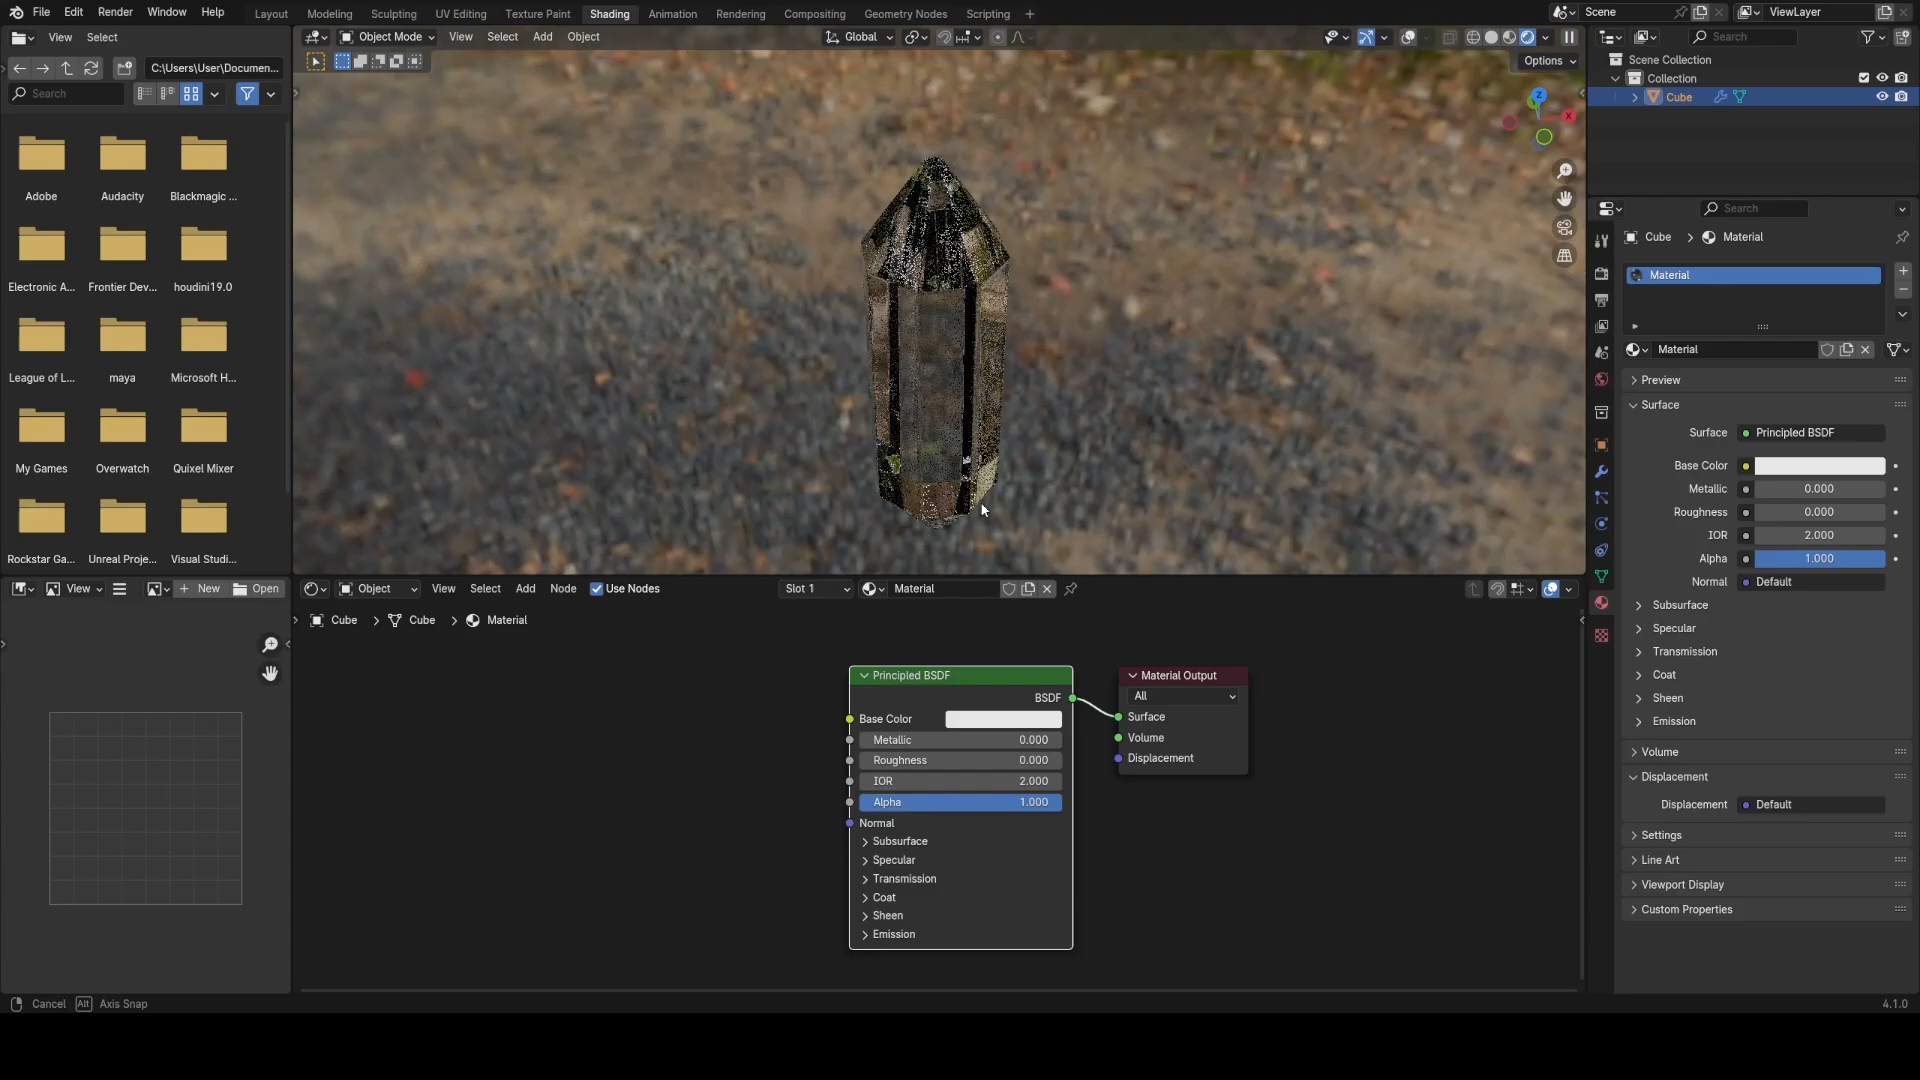 File Edit Render Window Help Layout Modeling Sculpting UV Editing Texture Paint Shading Animation Rendering Compositing Geometry Nodes Scripting + Scene ViewLayer
View Select
Object Mode View Select Add Object Global
Search
Options
C:\Users\User\Documen...
Search
Scene Collection
Collection
Cube
Z
X
Adobe Audacity Blackmagic ...
Electronic A... Frontier Dev... houdini19.0
League of L... maya Microsoft H...
My Games Overwatch Quixel Mixer
Rockstar Ga... Unreal Proje... Visual Studi...
Search
Cube > Material
Material
Material
Preview
Surface
Surface Principled BSDF
Base Color
Metallic 0.000
Roughness 0.000
IOR 2.000
Alpha 1.000
Normal Default
Subsurface
Specular
Transmission
Coat
Sheen
Emission
Volume
Displacement
Displacement Default
Settings
Line Art
Viewport Display
Custom Properties
View New Open
Object View Select Add Node Use Nodes Slot 1 Material
Cube > Cube > Material
Principled BSDF
BSDF
Base Color
Metallic 0.000
Roughness 0.000
IOR 2.000
Alpha 1.000
Normal
Subsurface
Specular
Transmission
Coat
Sheen
Emission
Material Output
All
Surface
Volume
Displacement
Cancel Alt Axis Snap
4.1.0